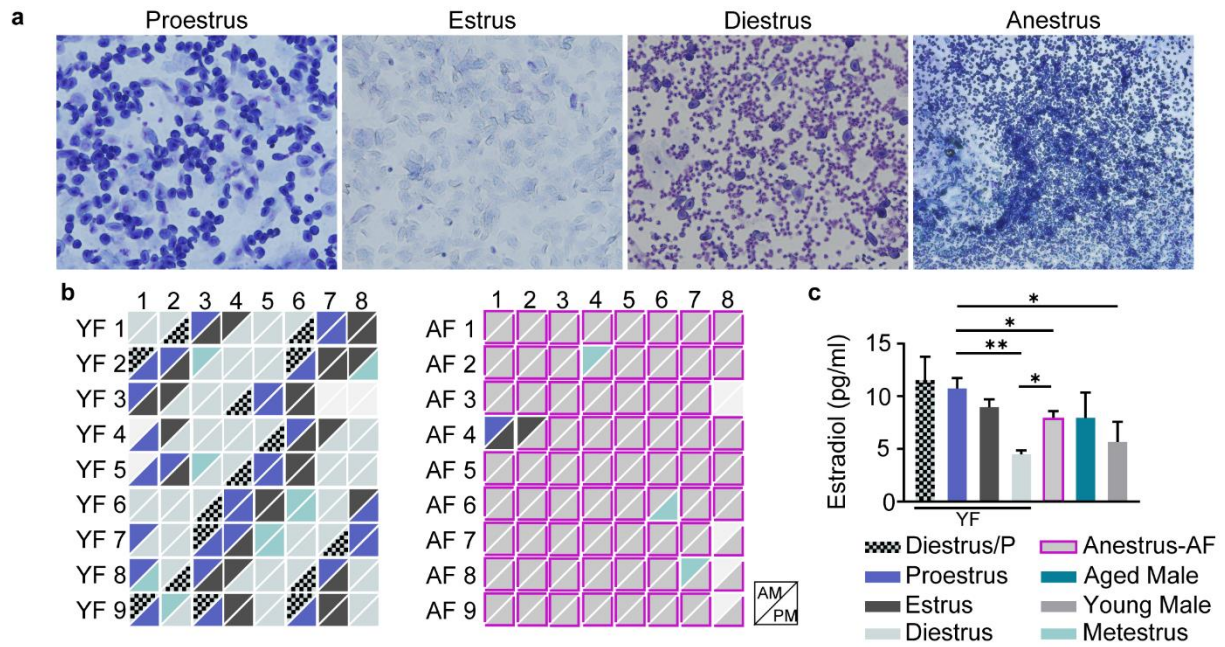 a
Proestrus Estrus Diestrus Anestrus
b
1 2 3 4 5 6 7 8
YF 1
YF 2
YF 3
YF 4
YF 5
YF 6
YF 7
YF 8
YF 9
1 2 3 4 5 6 7 8
AF 1
AF 2
AF 3
AF 4
AF 5
AF 6
AF 7
AF 8
AF 9
AM
PM
c
*
*
**
*
Estradiol (pg/ml)
15
10
5
0
YF
Diestrus/P
Proestrus
Estrus
Diestrus
Anestrus-AF
Aged Male
Young Male
Metestrus